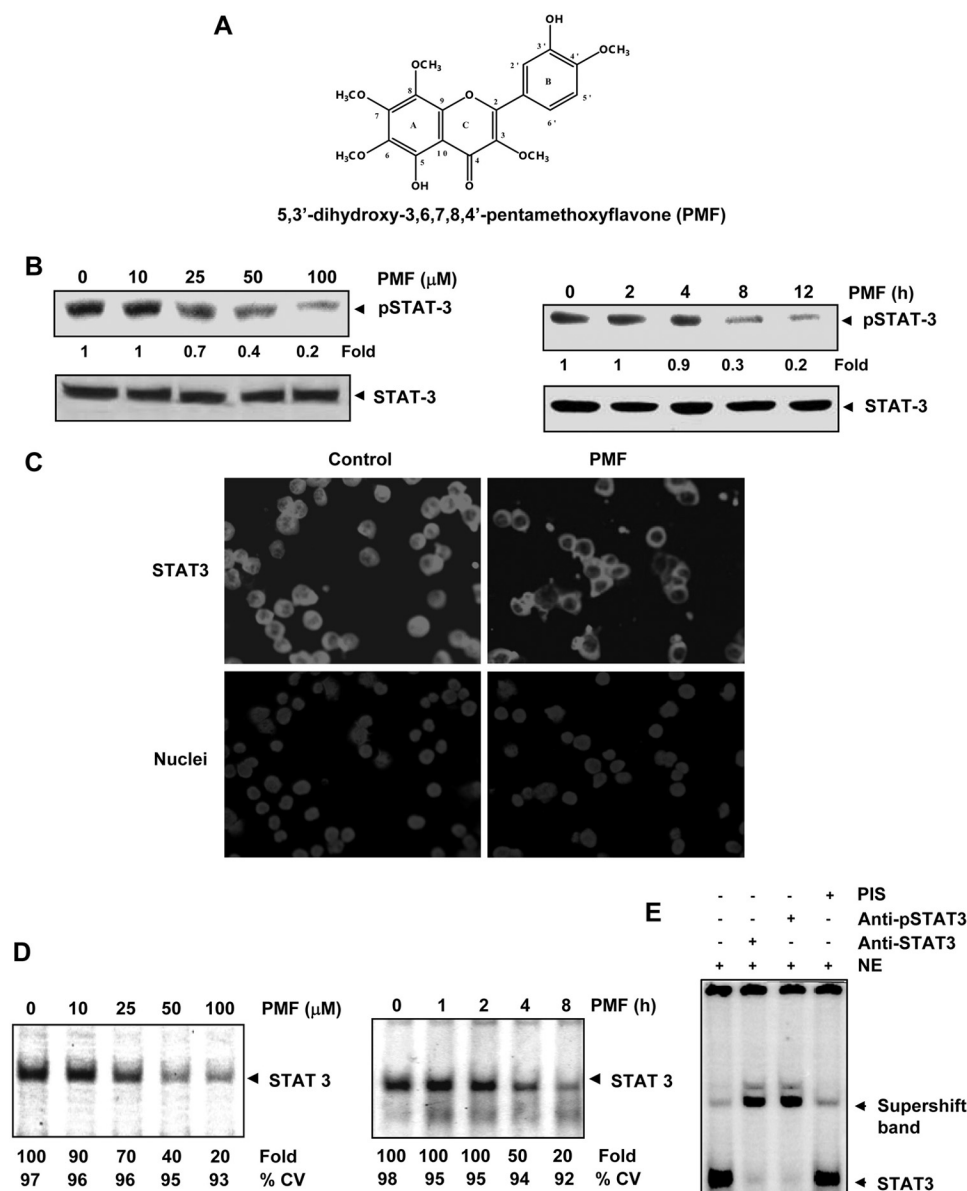 A
OH
OCH3 3' 4' OCH3
8 2' B 5'
OCH3 9 O 2 6'
7 A C
OCH3 6 10 3
5 4 OCH3
OH O
5,3'-dihydroxy-3,6,7,8,4'-pentamethoxyflavone (PMF)
B
0 10 25 50 100 PMF (μM)
pSTAT-3
1 1 0.7 0.4 0.2 Fold
STAT-3
0 2 4 8 12 PMF (h)
pSTAT-3
1 1 0.9 0.3 0.2 Fold
STAT-3
C
Control PMF
STAT3
Nuclei
D
0 10 25 50 100 PMF (μM)
STAT 3
100 90 70 40 20 Fold
97 96 96 95 93 % CV
0 1 2 4 8 PMF (h)
STAT 3
100 100 100 50 20 Fold
98 95 95 94 92 % CV
E
- - - + PIS
- - + - Anti-pSTAT3
- + - - Anti-STAT3
+ + + + NE
Supershift
band
STAT3